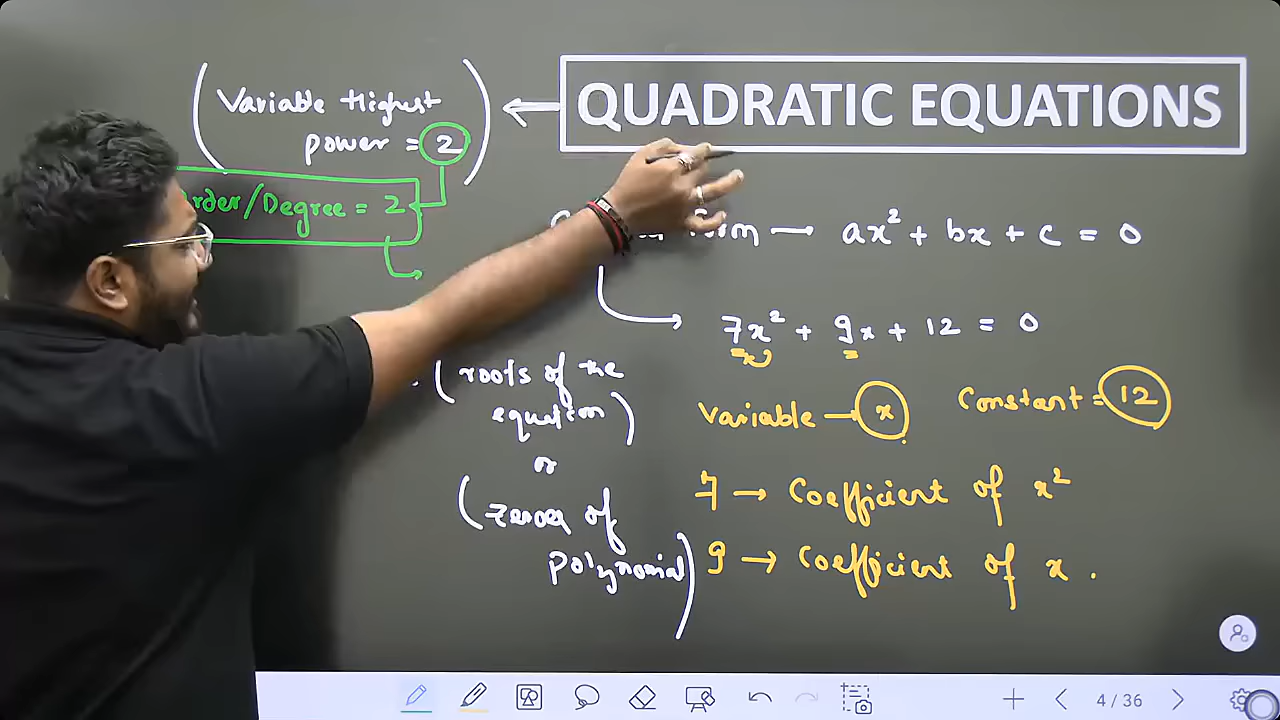 QUADRATIC EQUATIONS
(Variable Highest
power = 2)
Order/Degree = 2
form → ax² + bx + c = 0
7x² + 9x + 12 = 0
x
(roots of the
equation)
or
(zeroes of
polynomial)
Variable → x
Constant = 12
7 → Coefficient of x²
9 → Coefficient of x.
4 / 36